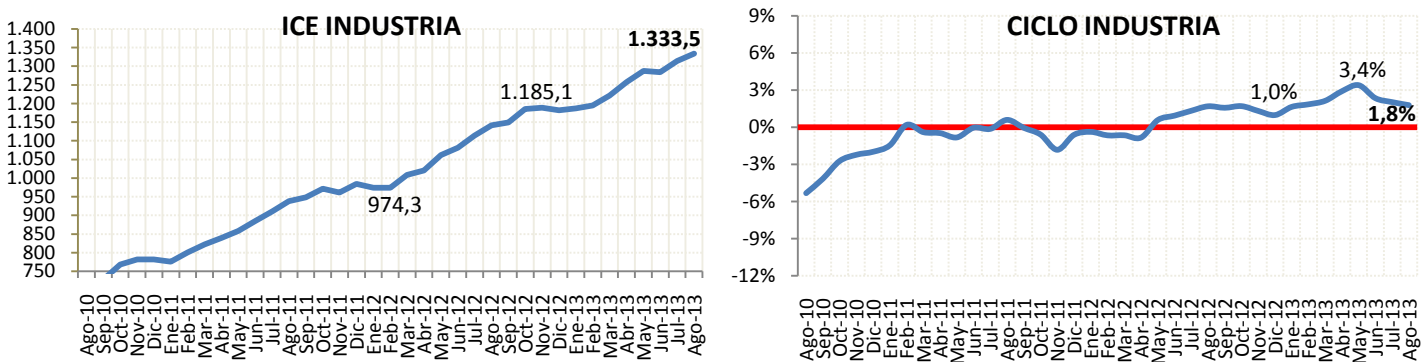 ICE INDUSTRIA
1.400
1.350
1.300
1.250
1.200
1.150
1.100
1.050
1.000
950
900
850
800
750
1.333,5
1.185,1
974,3
Ago-10
Sep-10
Oct-10
Nov-10
Dic-10
Ene-11
Feb-11
Mar-11
Abr-11
May-11
Jun-11
Jul-11
Ago-11
Sep-11
Oct-11
Nov-11
Dic-11
Ene-12
Feb-12
Mar-12
Abr-12
May-12
Jun-12
Jul-12
Ago-12
Sep-12
Oct-12
Nov-12
Dic-12
Ene-13
Feb-13
Mar-13
Abr-13
May-13
Jun-13
Jul-13
Ago-13
CICLO INDUSTRIA
9%
6%
3%
0%
-3%
-6%
-9%
-12%
1,0%
3,4%
1,8%
Ago-10
Sep-10
Oct-10
Nov-10
Dic-10
Ene-11
Feb-11
Mar-11
Abr-11
May-11
Jun-11
Jul-11
Ago-11
Sep-11
Oct-11
Nov-11
Dic-11
Ene-12
Feb-12
Mar-12
Abr-12
May-12
Jun-12
Jul-12
Ago-12
Sep-12
Oct-12
Nov-12
Dic-12
Ene-13
Feb-13
Mar-13
Abr-13
May-13
Jun-13
Jul-13
Ago-13